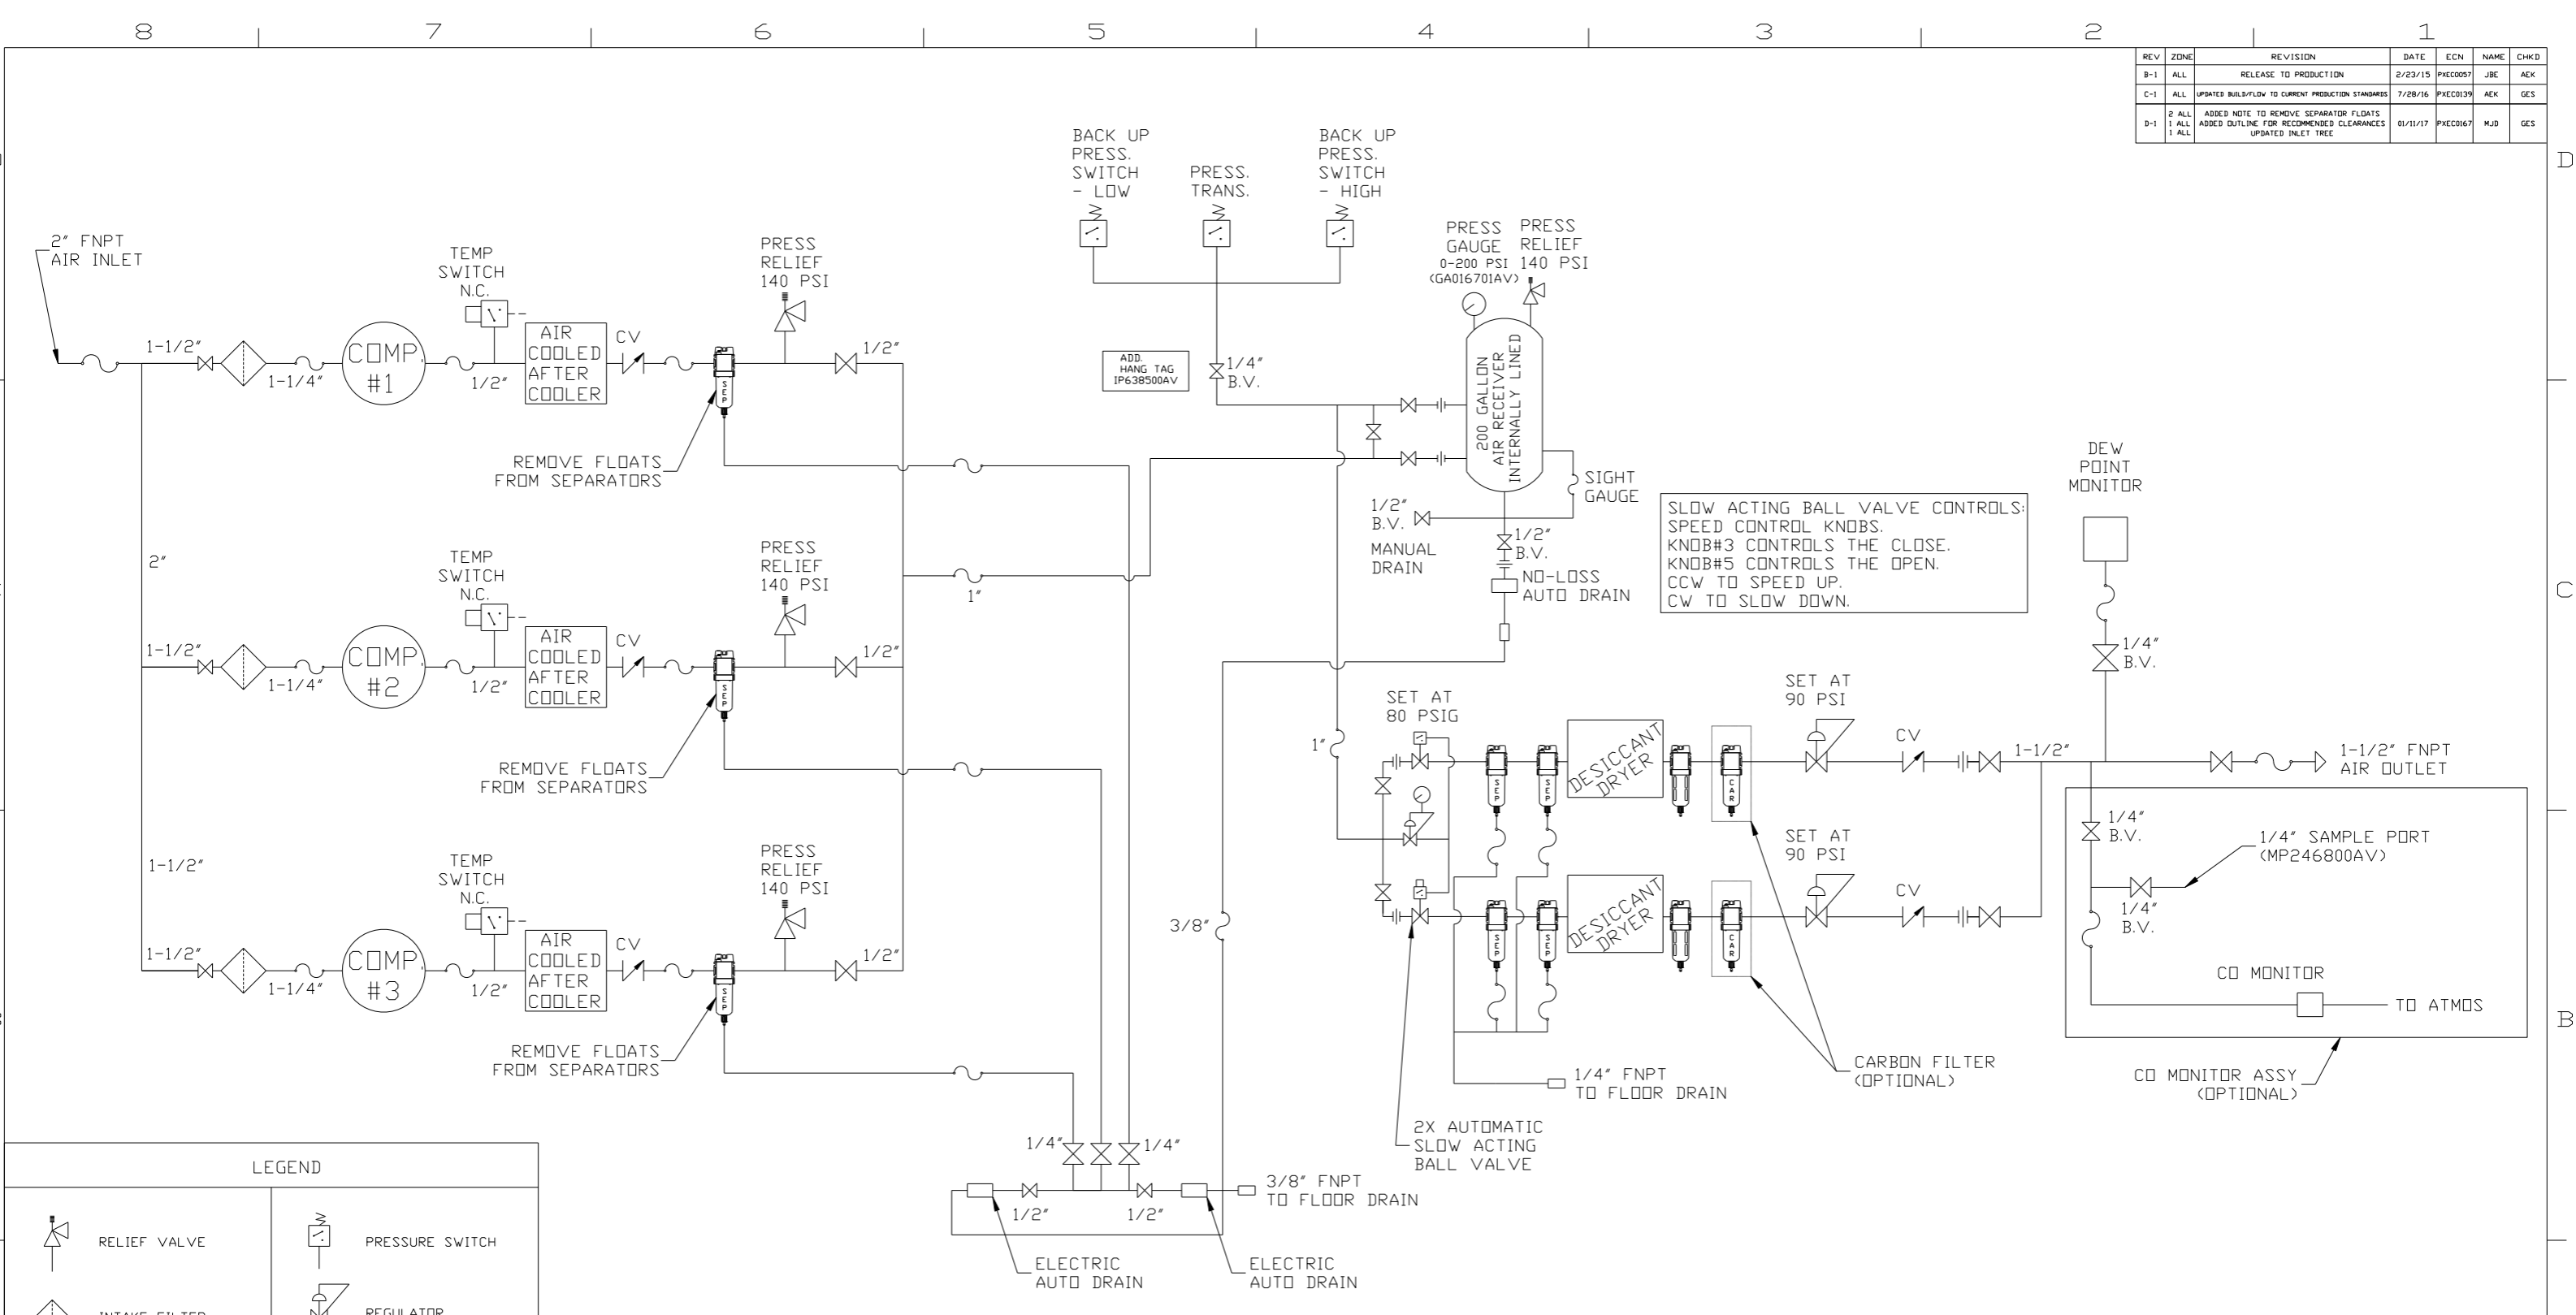 8 7 6 5 4 3 2 1
REV ZONE REVISION DATE ECN NAME CHKD
B-1 ALL RELEASE TO PRODUCTION 2/23/15 PXEC0057 JBE AEK
C-1 ALL UPDATED BUILD/FLOW TO CURRENT PRODUCTION STANDARDS 7/28/16 PXEC0139 AEK GES
D-1 2 ALL ADDED NOTE TO REMOVE SEPARATOR FLOATS 01/11/17 PXEC0167 MJD GES
1 ALL ADDED OUTLINE FOR RECOMMENDED CLEARANCES
1 ALL UPDATED INLET TREE
D
C
B
2" FNPT
AIR INLET
1-1/2"
1-1/4"
COMP.
#1
TEMP
SWITCH
N.C.
1/2"
AIR
COOLED
AFTER
COOLER
CV
SEP
PRESS
RELIEF
140 PSI
1/2"
REMOVE FLOATS
FROM SEPARATORS
2"
1-1/2"
1-1/4"
COMP.
#2
TEMP
SWITCH
N.C.
1/2"
AIR
COOLED
AFTER
COOLER
CV
SEP
PRESS
RELIEF
140 PSI
1/2"
REMOVE FLOATS
FROM SEPARATORS
1-1/2"
1-1/2"
1-1/4"
COMP.
#3
TEMP
SWITCH
N.C.
1/2"
AIR
COOLED
AFTER
COOLER
CV
SEP
PRESS
RELIEF
140 PSI
1/2"
REMOVE FLOATS
FROM SEPARATORS
1"
BACK UP
PRESS.
SWITCH
- LOW
PRESS.
TRANS.
BACK UP
PRESS.
SWITCH
- HIGH
ADD.
HANG TAG
IP638500AV
1/4"
B.V.
PRESS
GAUGE
0-200 PSI
(GA016701AV)
PRESS
RELIEF
140 PSI
200 GALLON
AIR RECEIVER
INTERNALLY LINED
SIGHT
GAUGE
1/2"
B.V.
MANUAL
DRAIN
1/2"
B.V.
NO-LOSS
AUTO DRAIN
SLOW ACTING BALL VALVE CONTROLS:
SPEED CONTROL KNOBS.
KNOB#3 CONTROLS THE CLOSE.
KNOB#5 CONTROLS THE OPEN.
CCW TO SPEED UP.
CW TO SLOW DOWN.
DEW
POINT
MONITOR
1/4"
B.V.
1"
SET AT
80 PSIG
SEP
SEP
DESICCANT
DRYER
CAR
SET AT
90 PSI
CV
1-1/2"
1-1/2" FNPT
AIR OUTLET
SEP
SEP
DESICCANT
DRYER
CAR
SET AT
90 PSI
CV
1/4"
B.V.
1/4" SAMPLE PORT
(MP246800AV)
1/4"
B.V.
CO MONITOR
TO ATMOS
CO MONITOR ASSY
(OPTIONAL)
CARBON FILTER
(OPTIONAL)
1/4" FNPT
TO FLOOR DRAIN
2X AUTOMATIC
SLOW ACTING
BALL VALVE
3/8"
1/4"
1/4"
3/8" FNPT
TO FLOOR DRAIN
1/2"
1/2"
ELECTRIC
AUTO DRAIN
ELECTRIC
AUTO DRAIN
LEGEND
RELIEF VALVE
PRESSURE SWITCH
INTAKE FILTER
REGULATOR